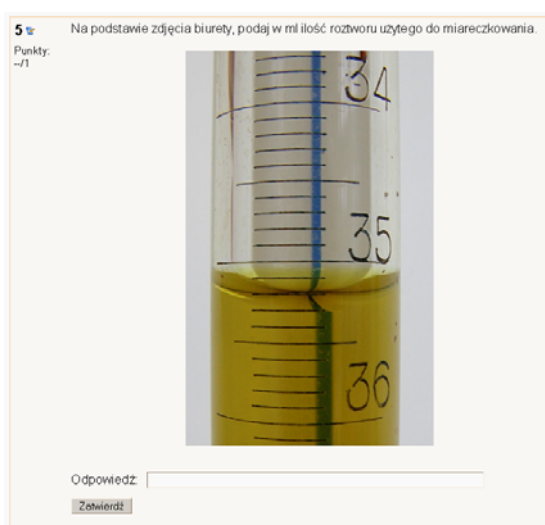 5 Na podstawie zdjęcia biurety, podaj w ml ilość roztworu użytego do miareczkowania.
Punkty:
--/1
34
35
36
Odpowiedź:
Zatwierdź